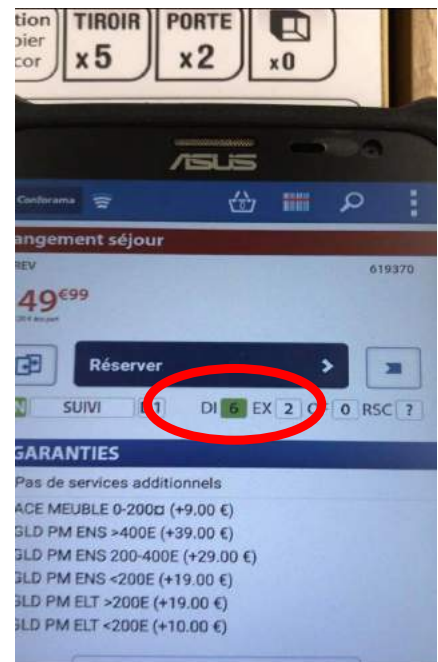 tion
pier
cor
TIROIR
x5
PORTE
x2
x0
ASUS
Conforama
angement séjour
REV
619370
49€99
Réserver
SUIVI
1
DI 6 EX 2
0 RSC ?
GARANTIES
Pas de services additionnels
ACE MEUBLE 0-200¤ (+9.00 €)
GLD PM ENS >400E (+39.00 €)
GLD PM ENS 200-400E (+29.00 €)
GLD PM ENS <200E (+19.00 €)
GLD PM ELT >200E (+19.00 €)
GLD PM ELT <200E (+10.00 €)